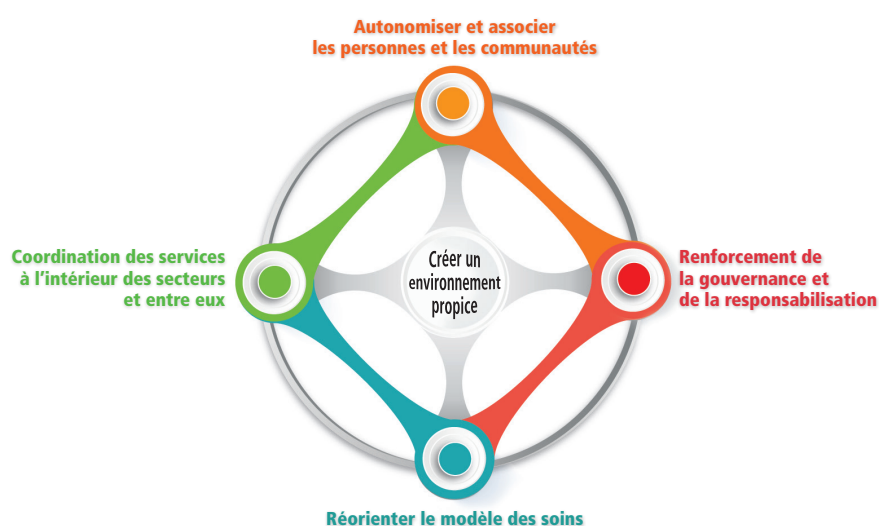 Autonomiser et associer
les personnes et les communautés
Coordination des services
à l’intérieur des secteurs
et entre eux
Créer un
environnement
propice
Renforcement de
la gouvernance et
de la responsabilisation
Réorienter le modèle des soins